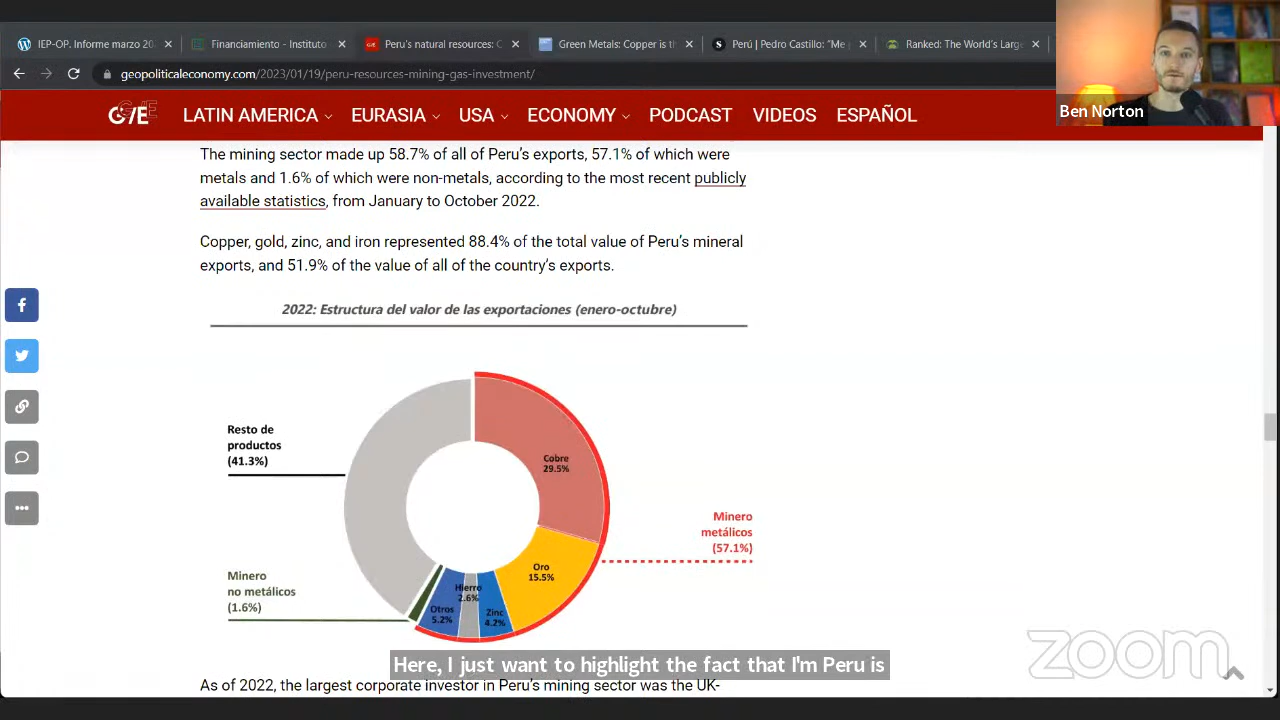 IEP-OP. Informe marzo 20
Financiamiento - Instituto
Peru's natural resources: C
Green Metals: Copper is t
Perú | Pedro Castillo: "Me
Ranked: The World's Larg
geopoliticaleconomy.com/2023/01/19/peru-resources-mining-gas-investment/
Ben Norton
LATIN AMERICA EURASIA USA ECONOMY PODCAST VIDEOS ESPAÑOL
The mining sector made up 58.7% of all of Peru's exports, 57.1% of which were
metals and 1.6% of which were non-metals, according to the most recent publicly
available statistics, from January to October 2022.
Copper, gold, zinc, and iron represented 88.4% of the total value of Peru's mineral
exports, and 51.9% of the value of all of the country's exports.
2022: Estructura del valor de las exportaciones (enero-octubre)
Resto de
productos
(41.3%)
Cobre
29.5%
Minero
metálicos
(57.1%)
Oro
15.5%
Minero
no metálicos
(1.6%)
Hierro
2.6%
Otros
5.2%
Zinc
4.2%
Here, I just want to highlight the fact that I'm Peru is
zoom
As of 2022, the largest corporate investor in Peru's mining sector was the UK-